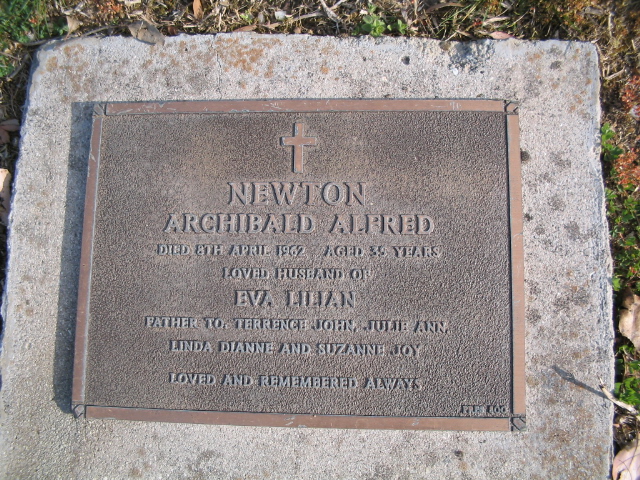 NEWTON
ARCHIBALD ALFRED
DIED 8TH APRIL 1962 AGED 35 YEARS
LOVED HUSBAND OF
EVA LILIAN
FATHER TO, TERRENCE JOHN, JULIE ANN,
LINDA DIANNE AND SUZANNE JOY
LOVED AND REMEMBERED ALWAYS